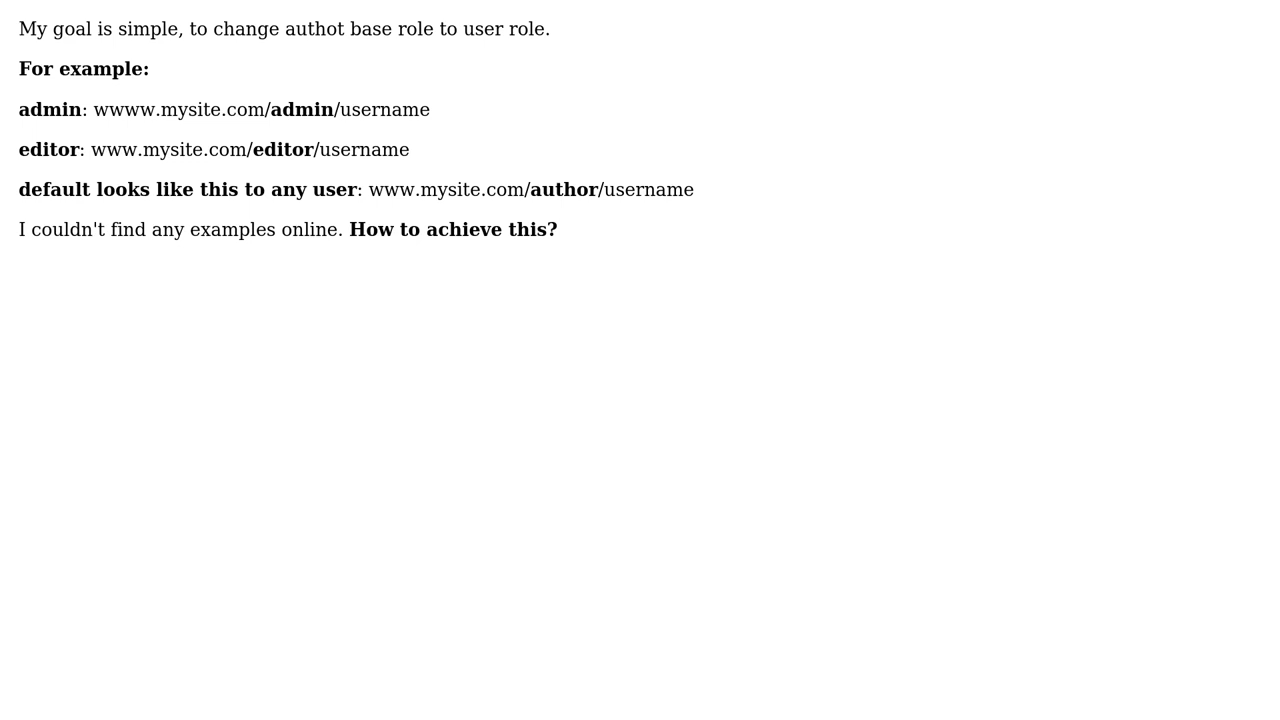 My goal is simple, to change authot base role to user role.
For example:
admin: wwww.mysite.com/admin/username
editor: www.mysite.com/editor/username
default looks like this to any user: www.mysite.com/author/username
I couldn't find any examples online. How to achieve this?